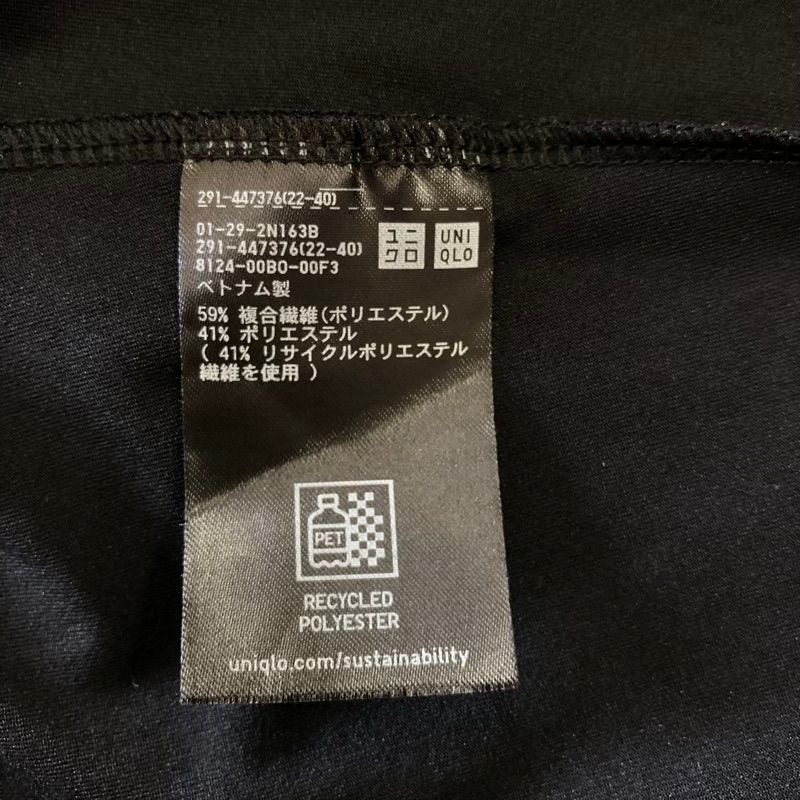 291-447376(22-40)
01-29-2N163B
291-447376(22-40)
8124-00B0-00F3
ユニ
クロ
UNI
QLO
ベトナム製
59% 複合繊維(ポリエステル)
41% ポリエステル
( 41% リサイクルポリエステル
繊維を使用 )
PET
RECYCLED
POLYESTER
uniqlo.com/sustainability